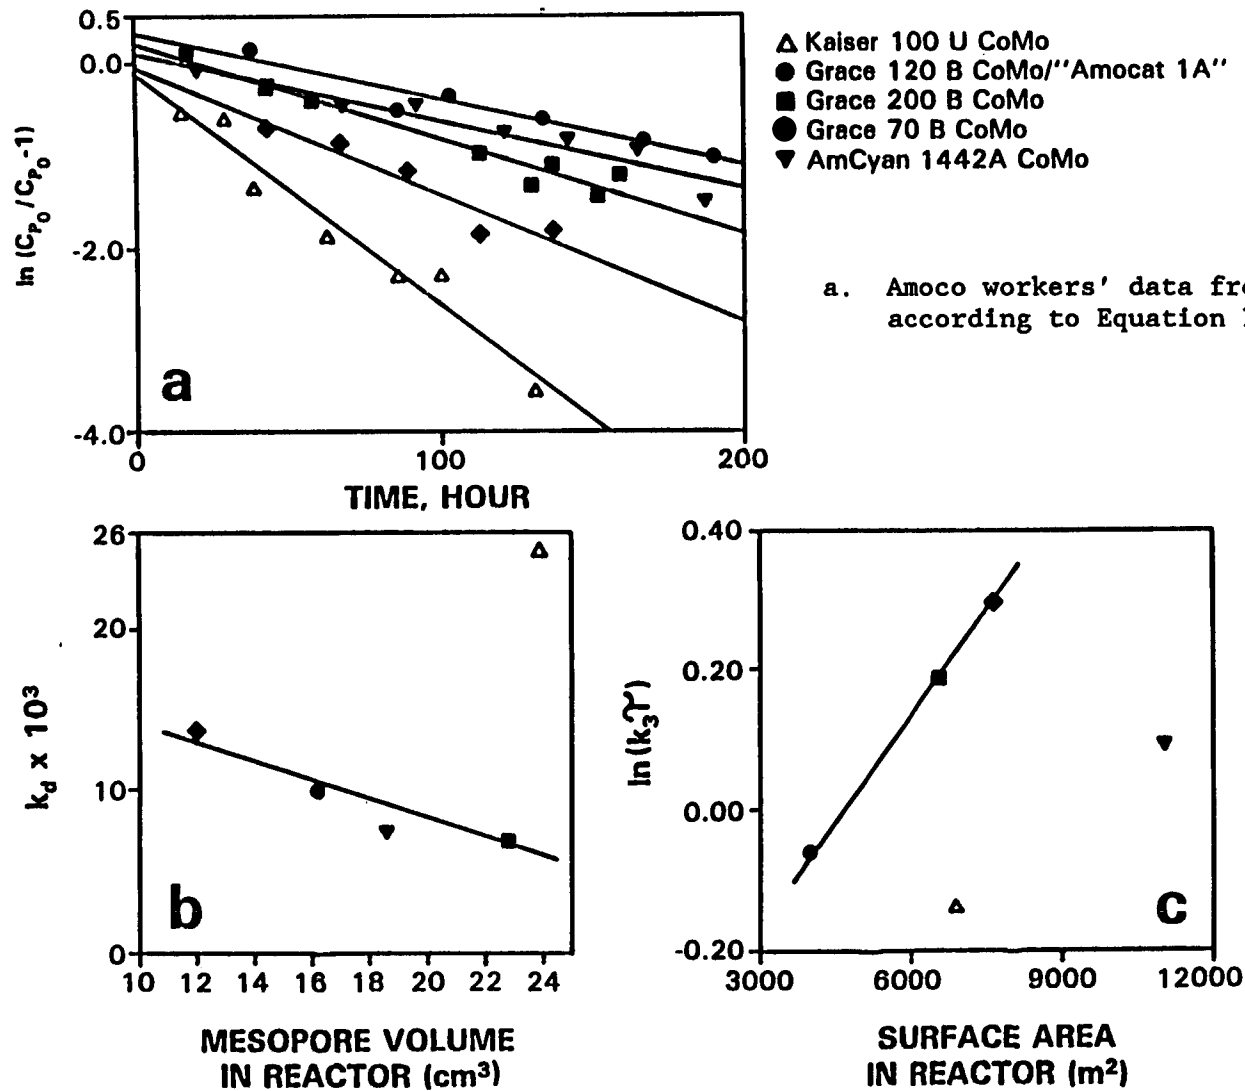 0.5
0.0
-2.0
-4.0
ln (C_P₀/C_P₀-1)
a
0
100
200
TIME, HOUR
△ Kaiser 100 U CoMo
● Grace 120 B CoMo/"Amocat 1A"
■ Grace 200 B CoMo
● Grace 70 B CoMo
▼ AmCyan 1442A CoMo
a. Amoco workers' data fr
according to Equation
26
20
10
0
k_d x 10³
b
10 12 14 16 18 20 22 24
MESOPORE VOLUME
IN REACTOR (cm³)
0.40
0.20
0.00
-0.20
ln (k₃τ)
c
3000
6000
9000
12000
SURFACE AREA
IN REACTOR (m²)